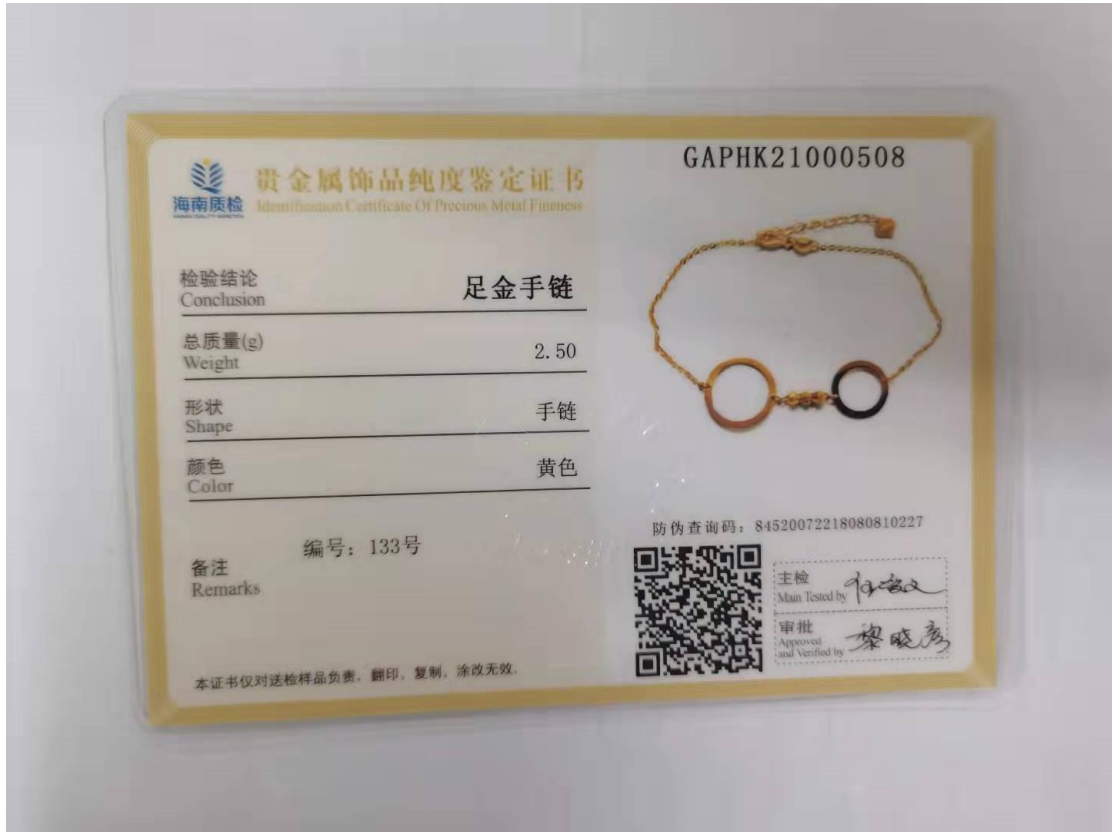 海南质检
贵金属饰品纯度鉴定证书
Identification Certificate Of Precious Metal Fineness
检验结论
Conclusion
足金手链
总质量(g)
Weight
2.50
形状
Shape
手链
颜色
Color
黄色
编号：133号
备注
Remarks
本证书仅对送检样品负责，翻印、复制、涂改无效.
GAPHK21000508
防伪查询码：84520072218080810227
主检
Main Tested by
审批
Approved
and Verified by
黎晓彦